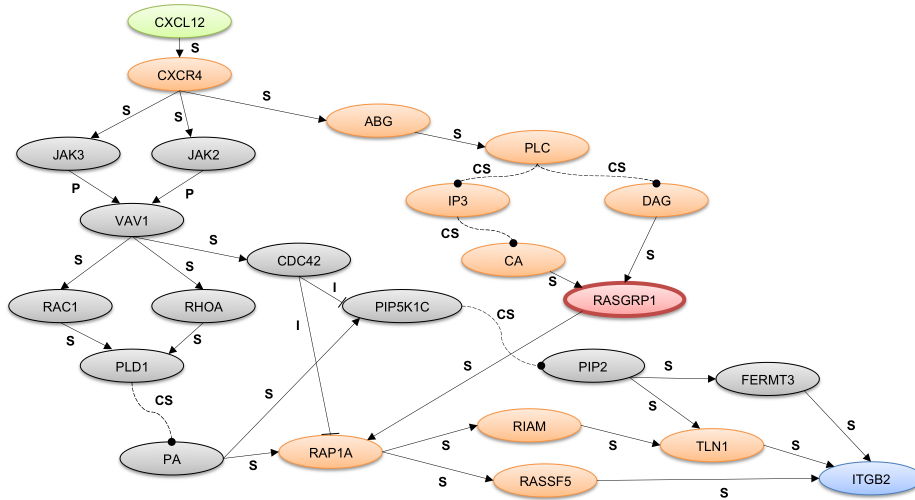 CXCL12
S
CXCR4
S
S
S
ABG
S
JAK3
JAK2
PLC
P
P
CS
CS
IP3
DAG
VAV1
CS
S
S
S
S
CDC42
CA
S
I
RAC1
RHOA
PIP5K1C
RASGRP1
I
CS
S
S
PLD1
S
PIP2
S
FERMT3
CS
S
S
S
RIAM
S
S
TLN1
S
PA
S
RAP1A
S
RASSF5
S
ITGB2